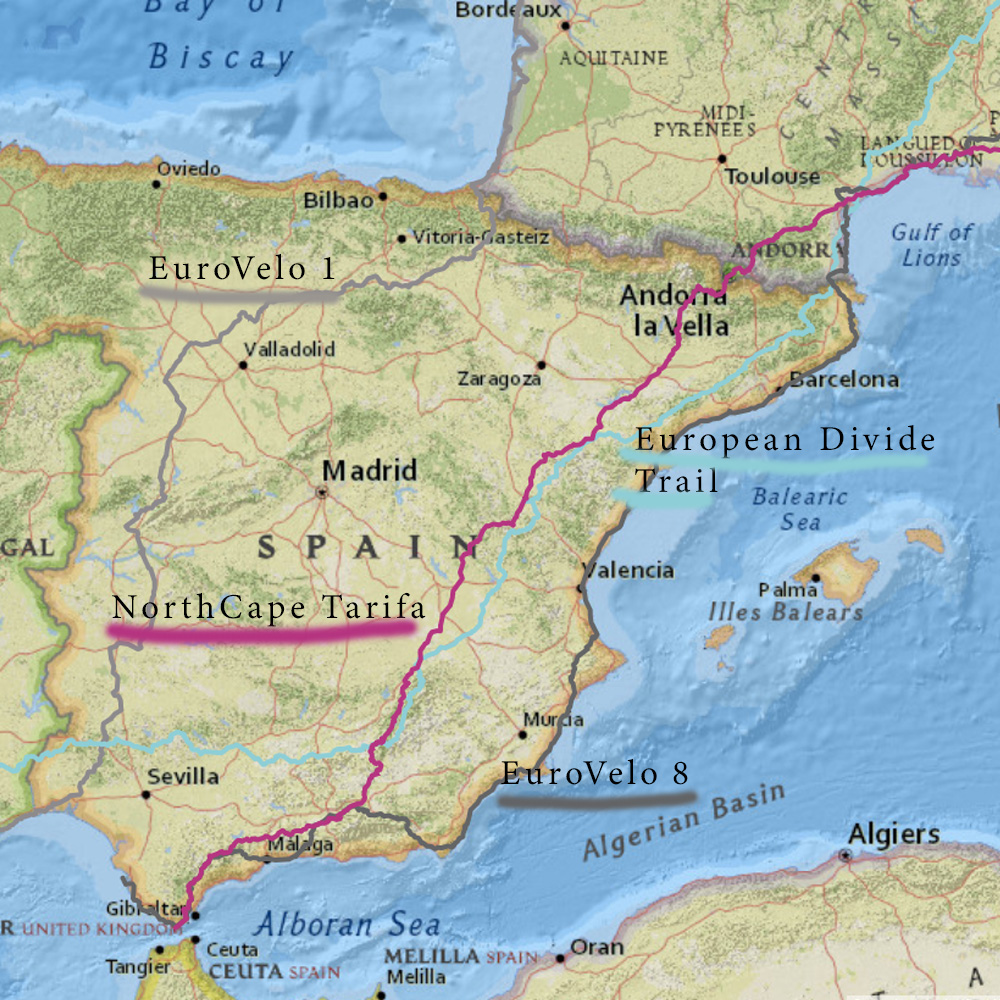 Bay of
Biscay
Bordeaux
AQUITAINE
MIDI-
PYRENEES
CENT
MASS
LANGUEDOC
ROUSSILLON
Oviedo
Bilbao
Toulouse
Vitoria-Gasteiz
ANDORRA
Gulf of
Lions
EuroVelo 1
Andorra
la Vella
Valladolid
Zaragoza
Barcelona
European Divide
Trail
Madrid
Balearic
Sea
GAL
SPAIN
Valencia
Palma
Illes Balears
NorthCape Tarifa
Murcia
Sevilla
EuroVelo 8
Algerian Basin
Malaga
Algiers
Gibraltar
R UNITED KINGDOM
Alboran Sea
Ceuta
CEUTA SPAIN
Tangier
MELILLA SPAIN
Melilla
Oran
A